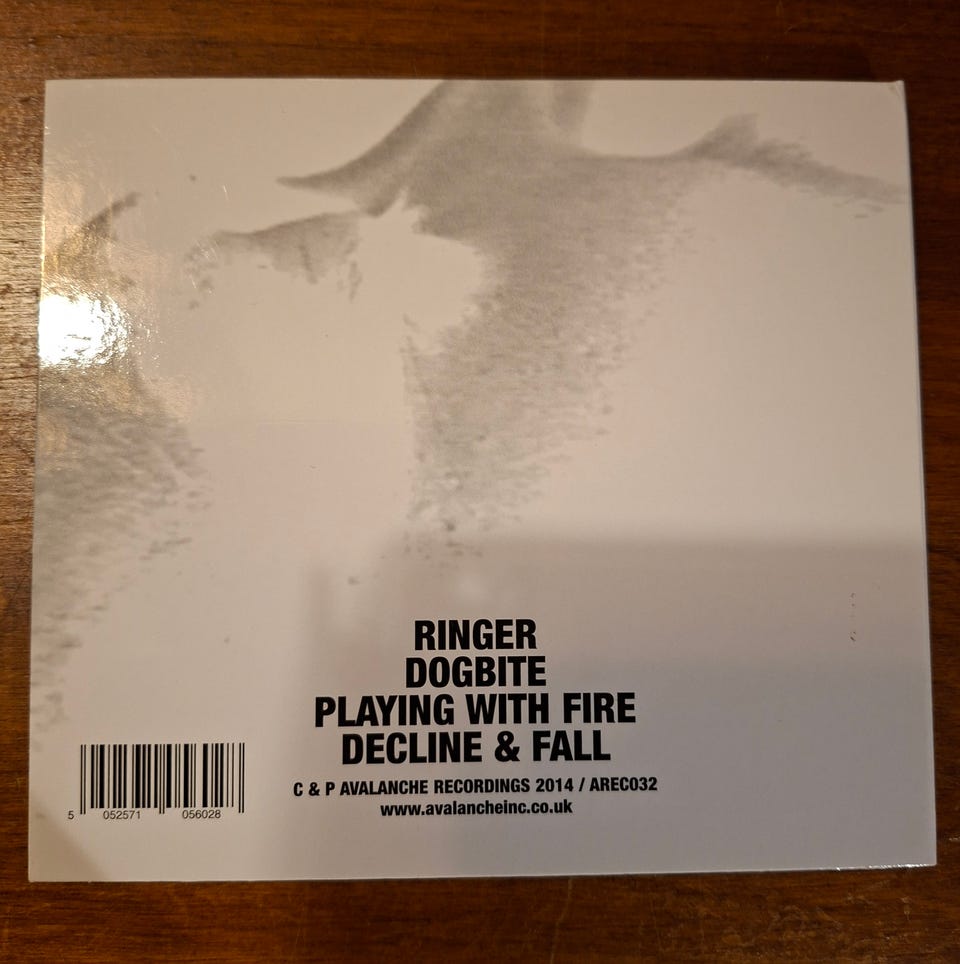 RINGER
DOGBITE
PLAYING WITH FIRE
DECLINE & FALL
C & P AVALANCHE RECORDINGS 2014 / AREC032
www.avalancheinc.co.uk
5 052571 056028